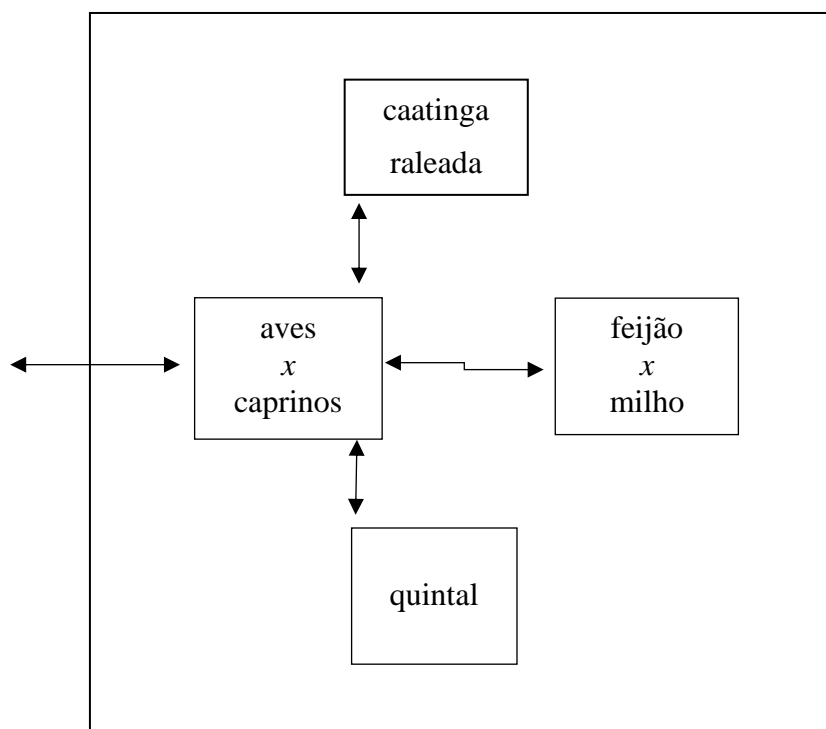 caatinga
raleada
aves
x
caprinos
feijão
x
milho
quintal